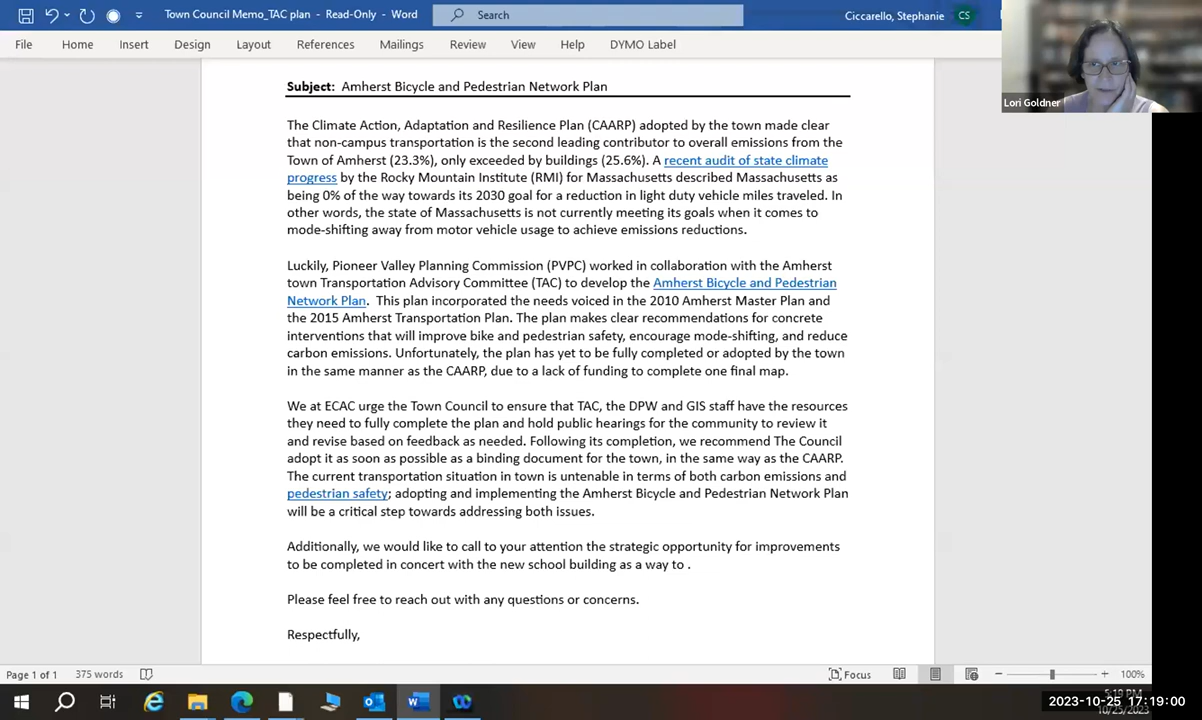 Town Council Memo_TAC plan - Read-Only - Word
Search
Ciccarello, Stephanie CS
File Home Insert Design Layout References Mailings Review View Help DYMO Label
Lori Goldner
Subject: Amherst Bicycle and Pedestrian Network Plan
The Climate Action, Adaptation and Resilience Plan (CAARP) adopted by the town made clear
that non-campus transportation is the second leading contributor to overall emissions from the
Town of Amherst (23.3%), only exceeded by buildings (25.6%). A recent audit of state climate
progress by the Rocky Mountain Institute (RMI) for Massachusetts described Massachusetts as
being 0% of the way towards its 2030 goal for a reduction in light duty vehicle miles traveled. In
other words, the state of Massachusetts is not currently meeting its goals when it comes to
mode-shifting away from motor vehicle usage to achieve emissions reductions.
Luckily, Pioneer Valley Planning Commission (PVPC) worked in collaboration with the Amherst
town Transportation Advisory Committee (TAC) to develop the Amherst Bicycle and Pedestrian
Network Plan. This plan incorporated the needs voiced in the 2010 Amherst Master Plan and
the 2015 Amherst Transportation Plan. The plan makes clear recommendations for concrete
interventions that will improve bike and pedestrian safety, encourage mode-shifting, and reduce
carbon emissions. Unfortunately, the plan has yet to be fully completed or adopted by the town
in the same manner as the CAARP, due to a lack of funding to complete one final map.
We at ECAC urge the Town Council to ensure that TAC, the DPW and GIS staff have the resources
they need to fully complete the plan and hold public hearings for the community to review it
and revise based on feedback as needed. Following its completion, we recommend The Council
adopt it as soon as possible as a binding document for the town, in the same way as the CAARP.
The current transportation situation in town is untenable in terms of both carbon emissions and
pedestrian safety; adopting and implementing the Amherst Bicycle and Pedestrian Network Plan
will be a critical step towards addressing both issues.
Additionally, we would like to call to your attention the strategic opportunity for improvements
to be completed in concert with the new school building as a way to .
Please feel free to reach out with any questions or concerns.
Respectfully,
Page 1 of 1 375 words Focus 100%
5:19 PM
2023-10-25 17:19:00
10/25/2023